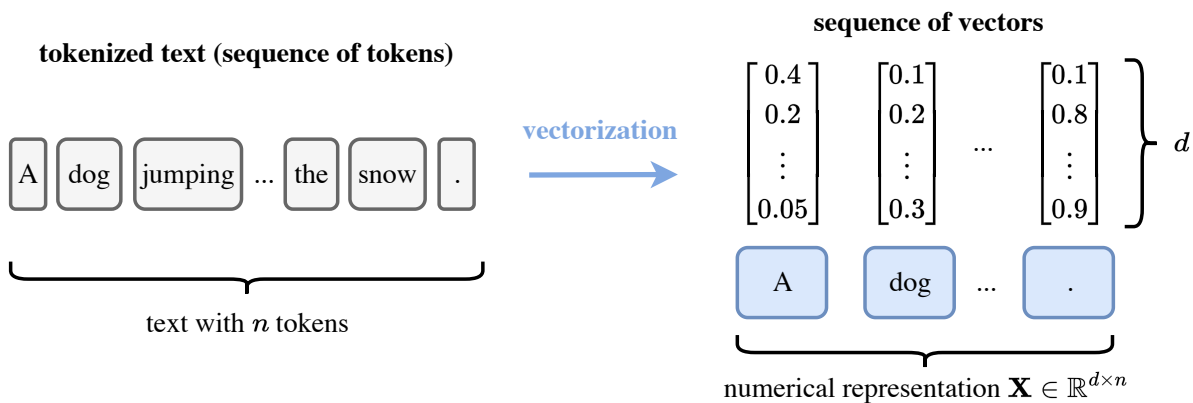 tokenized text (sequence of tokens)
A dog jumping ... the snow .
text with n tokens
vectorization
sequence of vectors
0.4 0.1 0.1
0.2 0.2 0.8
⋮ ⋮ ... ⋮ d
0.05 0.3 0.9
A dog ... .
numerical representation X ∈ ℝ^{d×n}